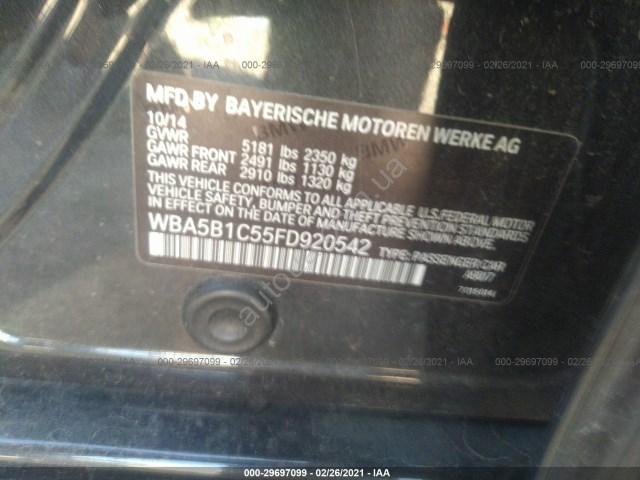 MFD BY BAYERISCHE MOTOREN WERKE AG
10/14
GVWR 5181 lbs 2350 kg
GAWR FRONT 2491 lbs 1130 kg
GAWR REAR 2910 lbs 1320 kg
THIS VEHICLE CONFORMS TO ALL APPLICABLE U.S. FEDERAL MOTOR
VEHICLE SAFETY, BUMPER AND THEFT PREVENTION STANDARDS
IN EFFECT ON THE DATE OF MANUFACTURE SHOWN ABOVE.
WBA5B1C55FD920542
TYPE: PASSENGER CAR
000-29697099 - 02/26/2021 - IAA
000-29697099 - 02/26/2021 - IAA
000-29697099 - 02/26/2021 - IAA
000-29697099 - 02/26/2021 - IAA
000-29697099 - 02/26/2021 - IAA